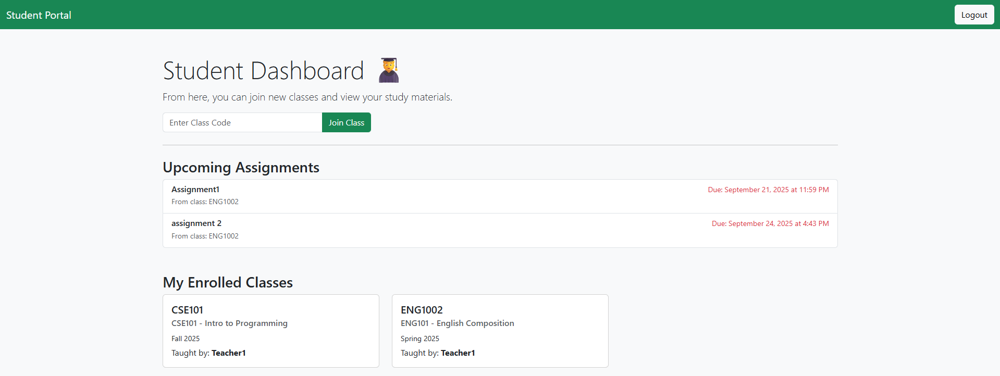 Student Portal
Logout
Student Dashboard
From here, you can join new classes and view your study materials.
Enter Class Code
Join Class
Upcoming Assignments
Assignment1
Due: September 21, 2025 at 11:59 PM
From class: ENG1002
assignment 2
Due: September 24, 2025 at 4:43 PM
From class: ENG1002
My Enrolled Classes
CSE101
CSE101 - Intro to Programming
Fall 2025
Taught by: Teacher1
ENG1002
ENG101 - English Composition
Spring 2025
Taught by: Teacher1